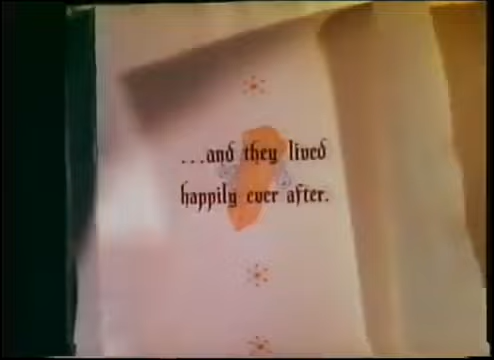 ...and they lived
happily ever after.